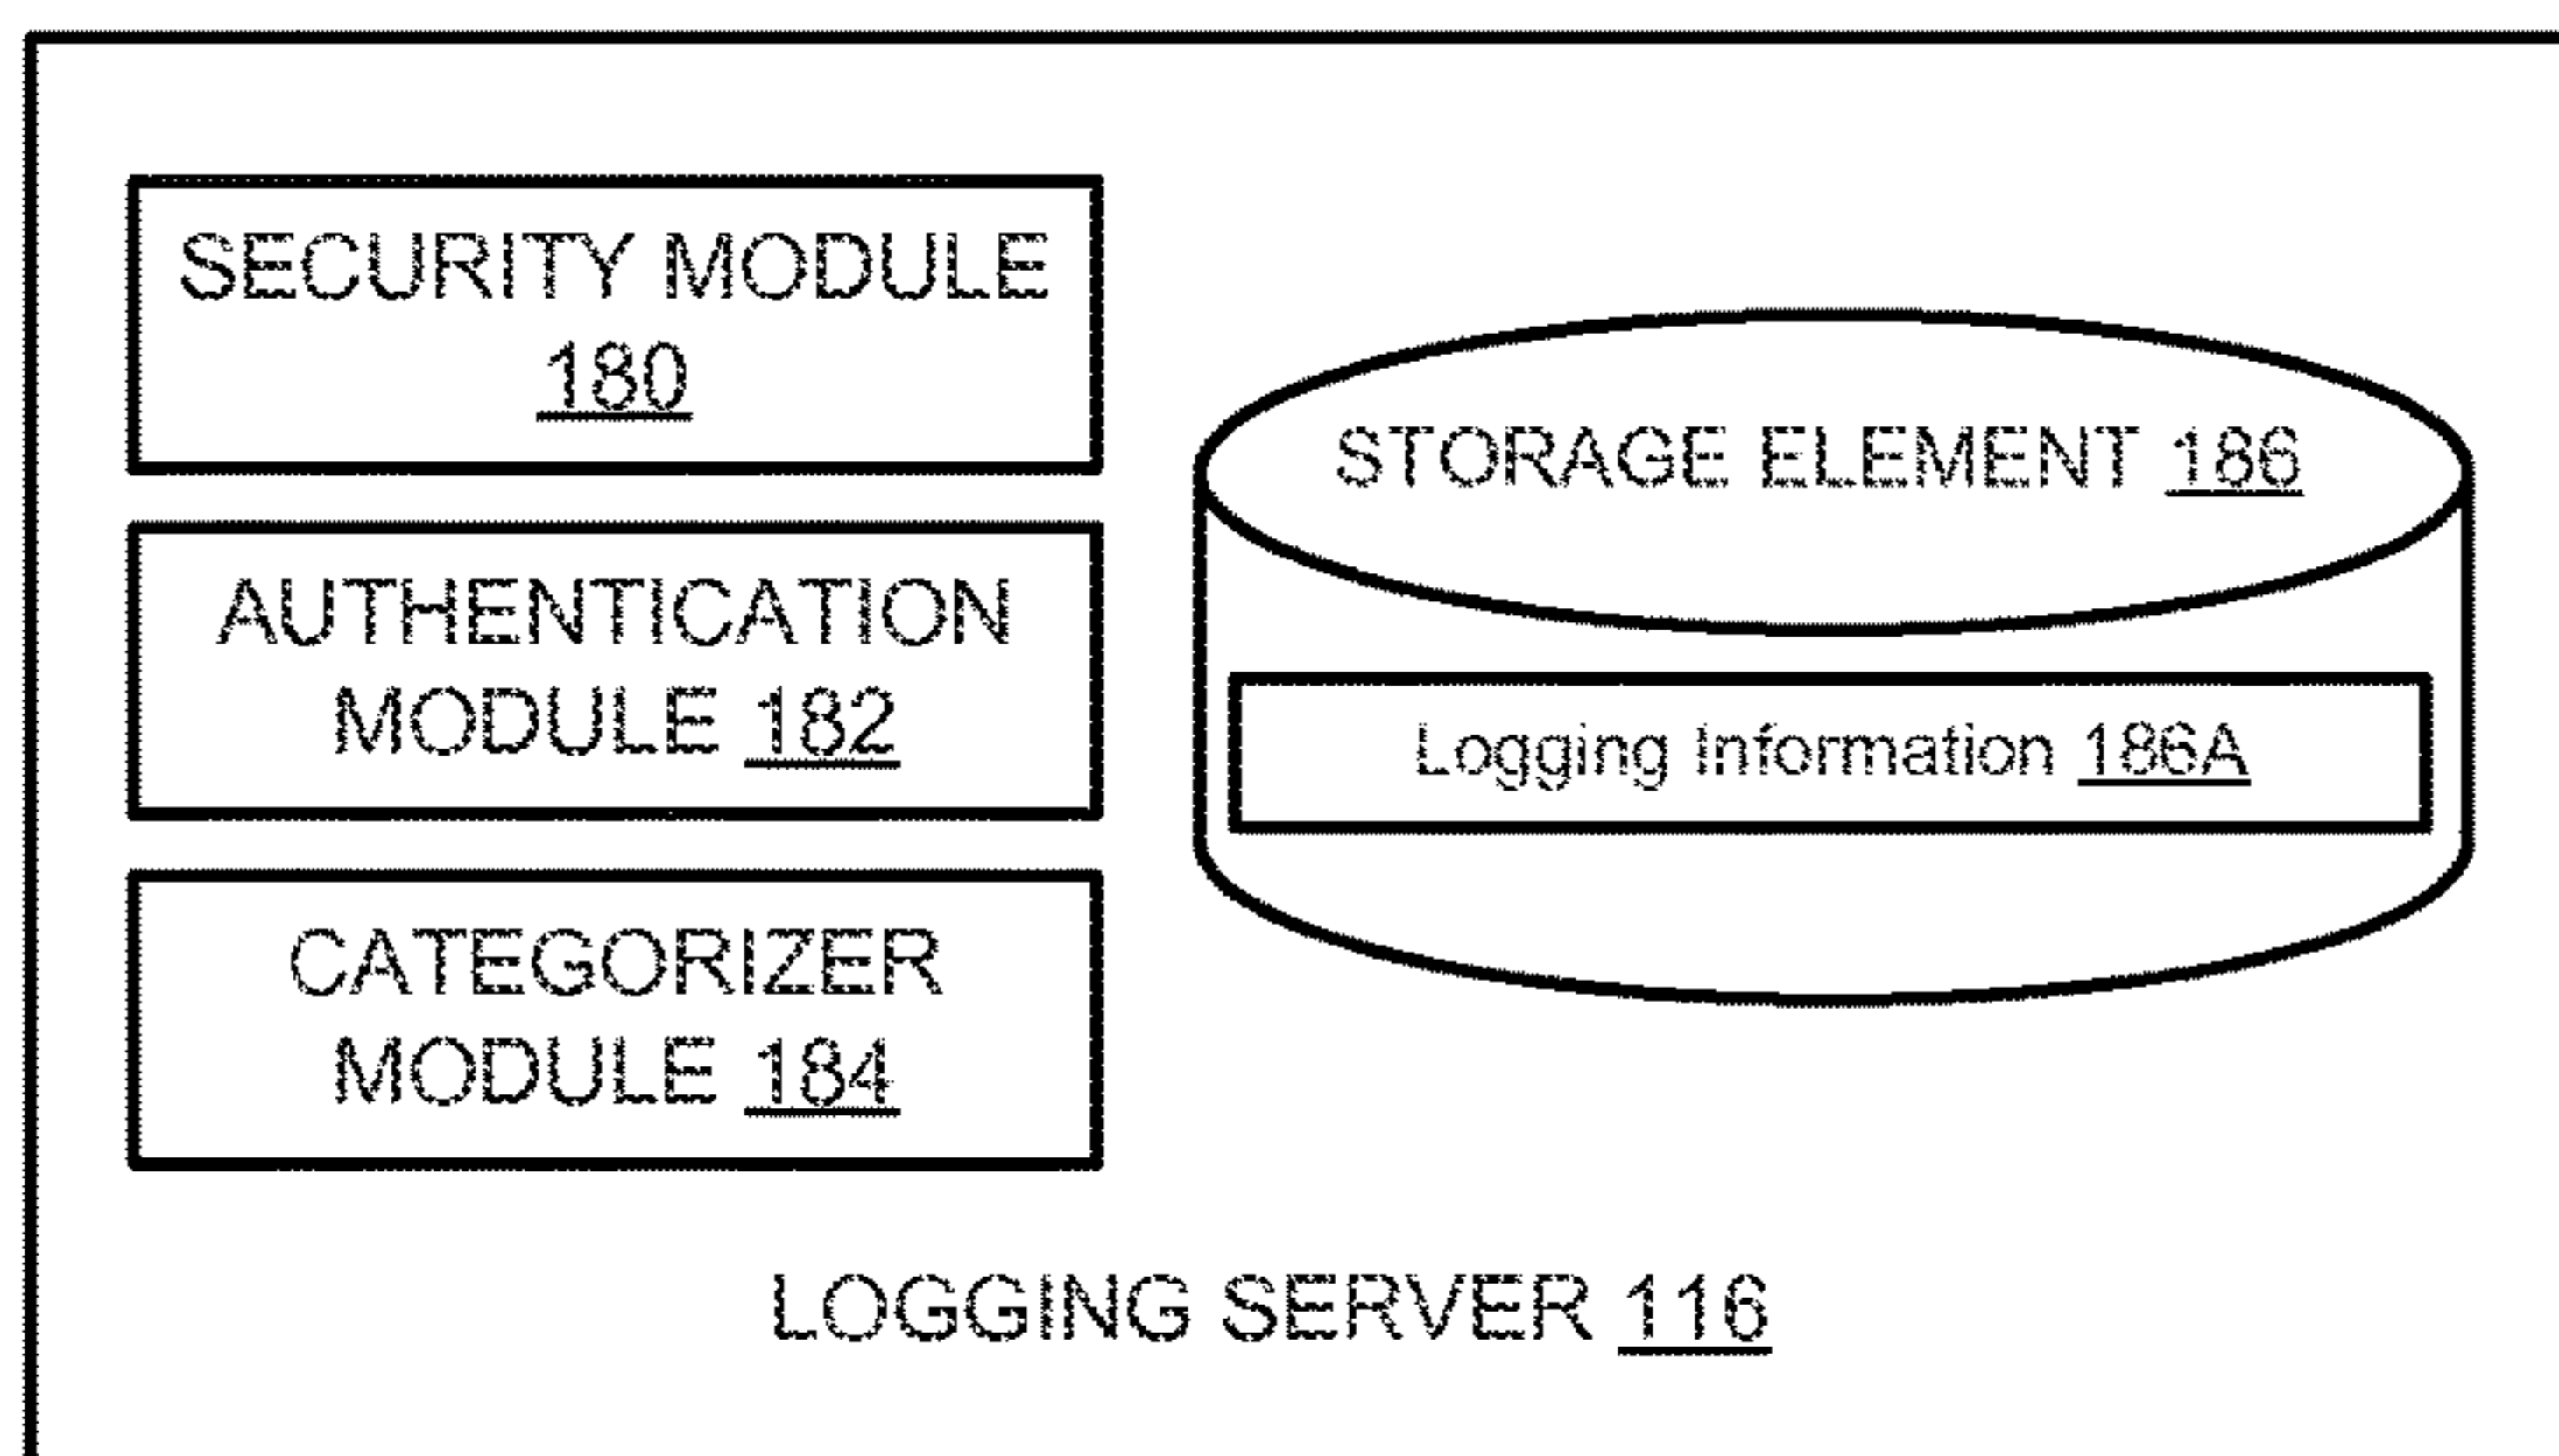 SECURITY MODULE
180
AUTHENTICATION
MODULE 182
CATEGORIZER
MODULE 184
STORAGE ELEMENT 186
Logging Information 186A
LOGGING SERVER 116